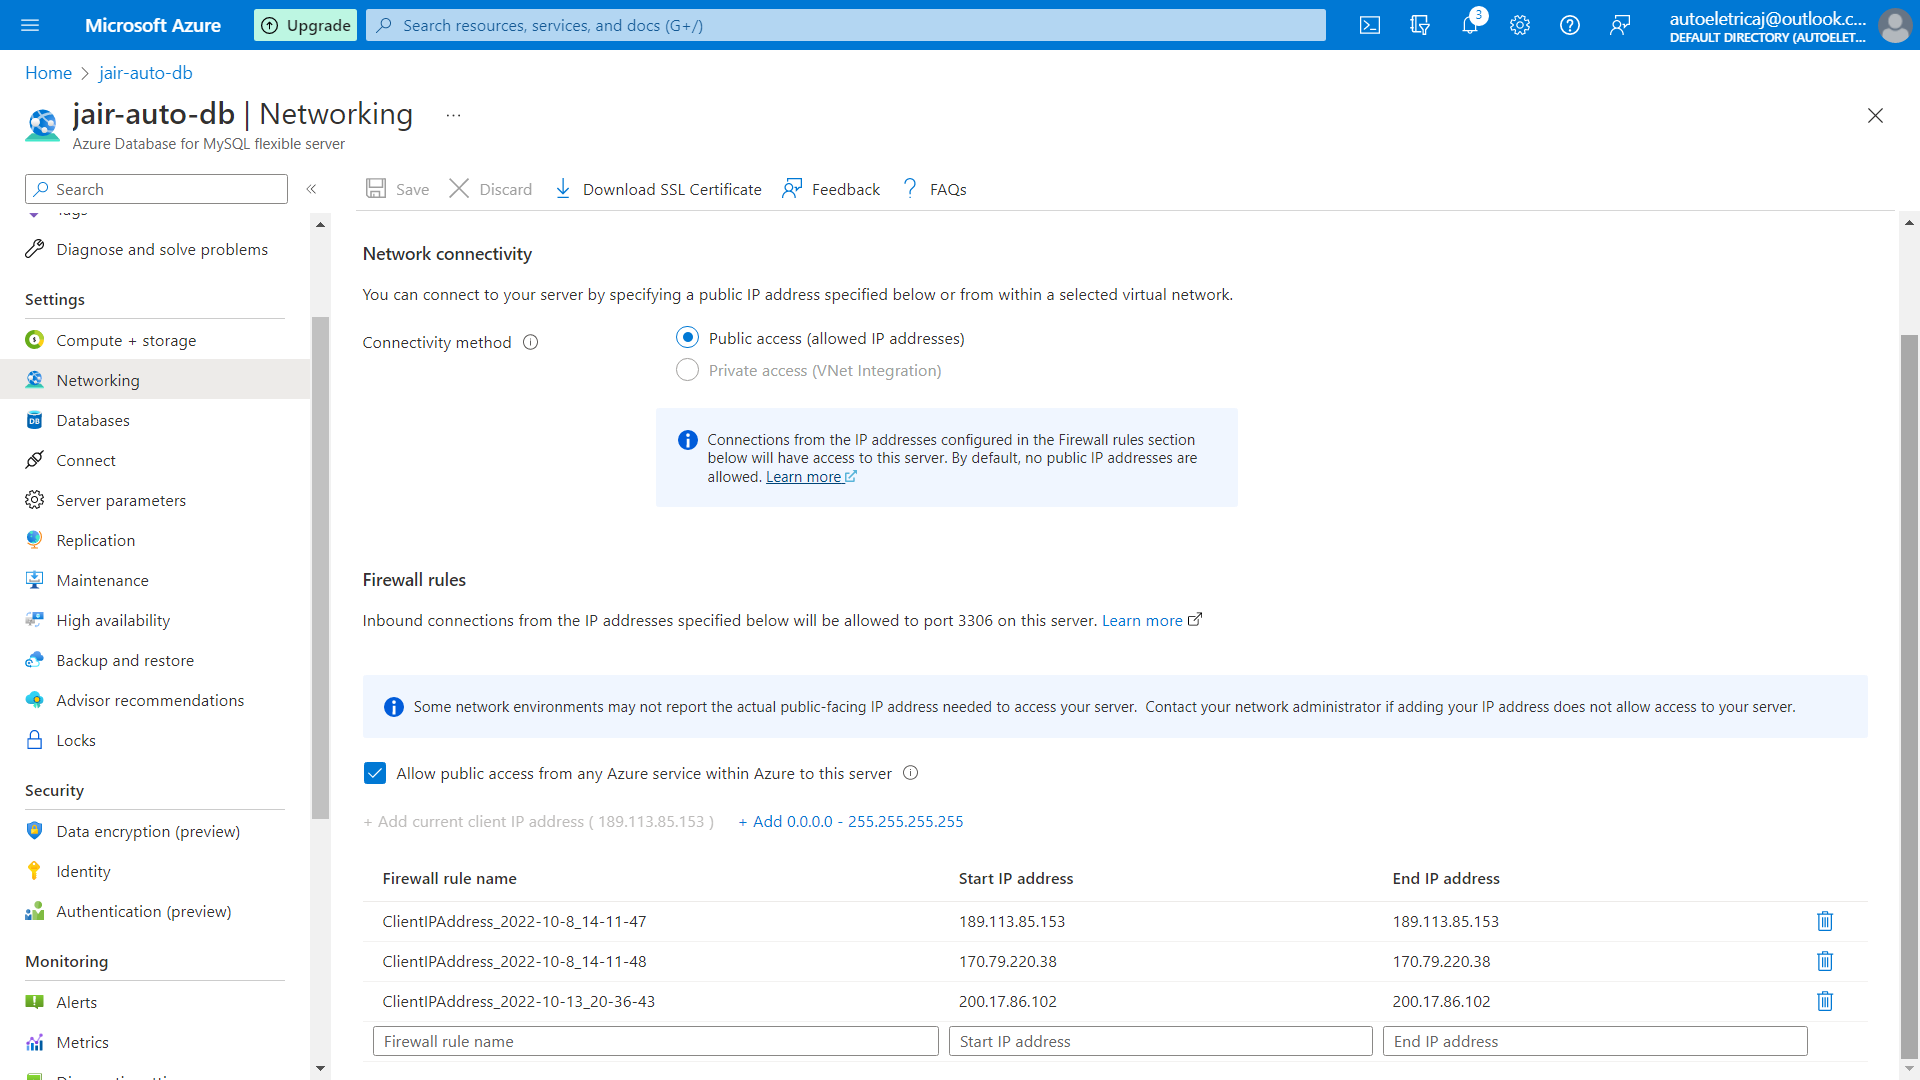 Microsoft Azure
Upgrade
Search resources, services, and docs (G+/)
3
autoeletricaj@outlook.c...
DEFAULT DIRECTORY (AUTOELET...
Home > jair-auto-db
jair-auto-db | Networking ...
Azure Database for MySQL flexible server
Search
«
Tags
Diagnose and solve problems
Settings
Compute + storage
Networking
Databases
Connect
Server parameters
Replication
Maintenance
High availability
Backup and restore
Advisor recommendations
Locks
Security
Data encryption (preview)
Identity
Authentication (preview)
Monitoring
Alerts
Metrics
Save
Discard
Download SSL Certificate
Feedback
FAQs
Network connectivity
You can connect to your server by specifying a public IP address specified below or from within a selected virtual network.
Connectivity method
Public access (allowed IP addresses)
Private access (VNet Integration)
Connections from the IP addresses configured in the Firewall rules section
below will have access to this server. By default, no public IP addresses are
allowed. Learn more
Firewall rules
Inbound connections from the IP addresses specified below will be allowed to port 3306 on this server. Learn more
Some network environments may not report the actual public-facing IP address needed to access your server. Contact your network administrator if adding your IP address does not allow access to your server.
Allow public access from any Azure service within Azure to this server
+ Add current client IP address ( 189.113.85.153 )
+ Add 0.0.0.0 - 255.255.255.255
Firewall rule name Start IP address End IP address
ClientIPAddress_2022-10-8_14-11-47 189.113.85.153 189.113.85.153
ClientIPAddress_2022-10-8_14-11-48 170.79.220.38 170.79.220.38
ClientIPAddress_2022-10-13_20-36-43 200.17.86.102 200.17.86.102
Firewall rule name Start IP address End IP address